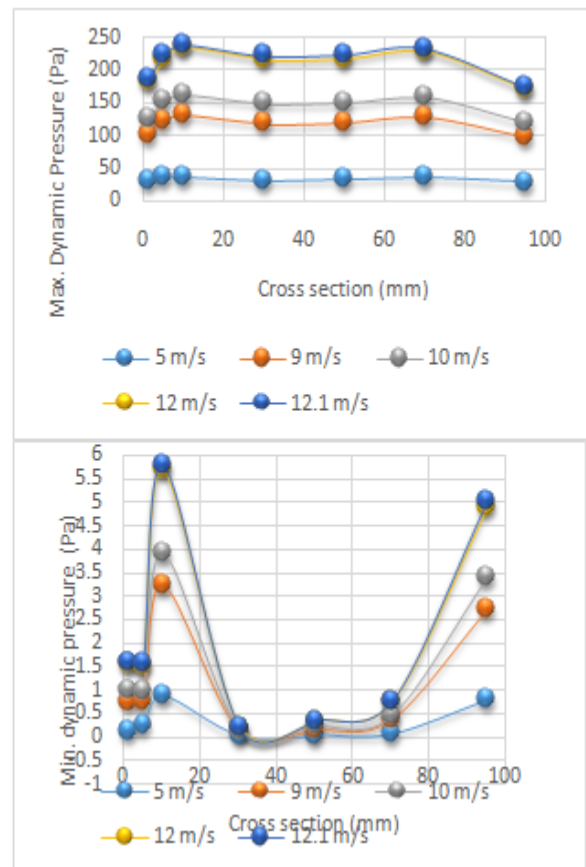 Max. Dynamic Pressure (Pa)
250
200
150
100
50
0
0 20 40 60 80 100
Cross section (mm)
5 m/s 9 m/s 10 m/s
12 m/s 12.1 m/s
Min. dynamic pressure (Pa)
6
5.5
5
4.5
4
3.5
3
2.5
2
1.5
1
0.5
0
-1
0 20 40 60 80 100
5 m/s 9 m/s 10 m/s
Cross section (mm)
12 m/s 12.1 m/s